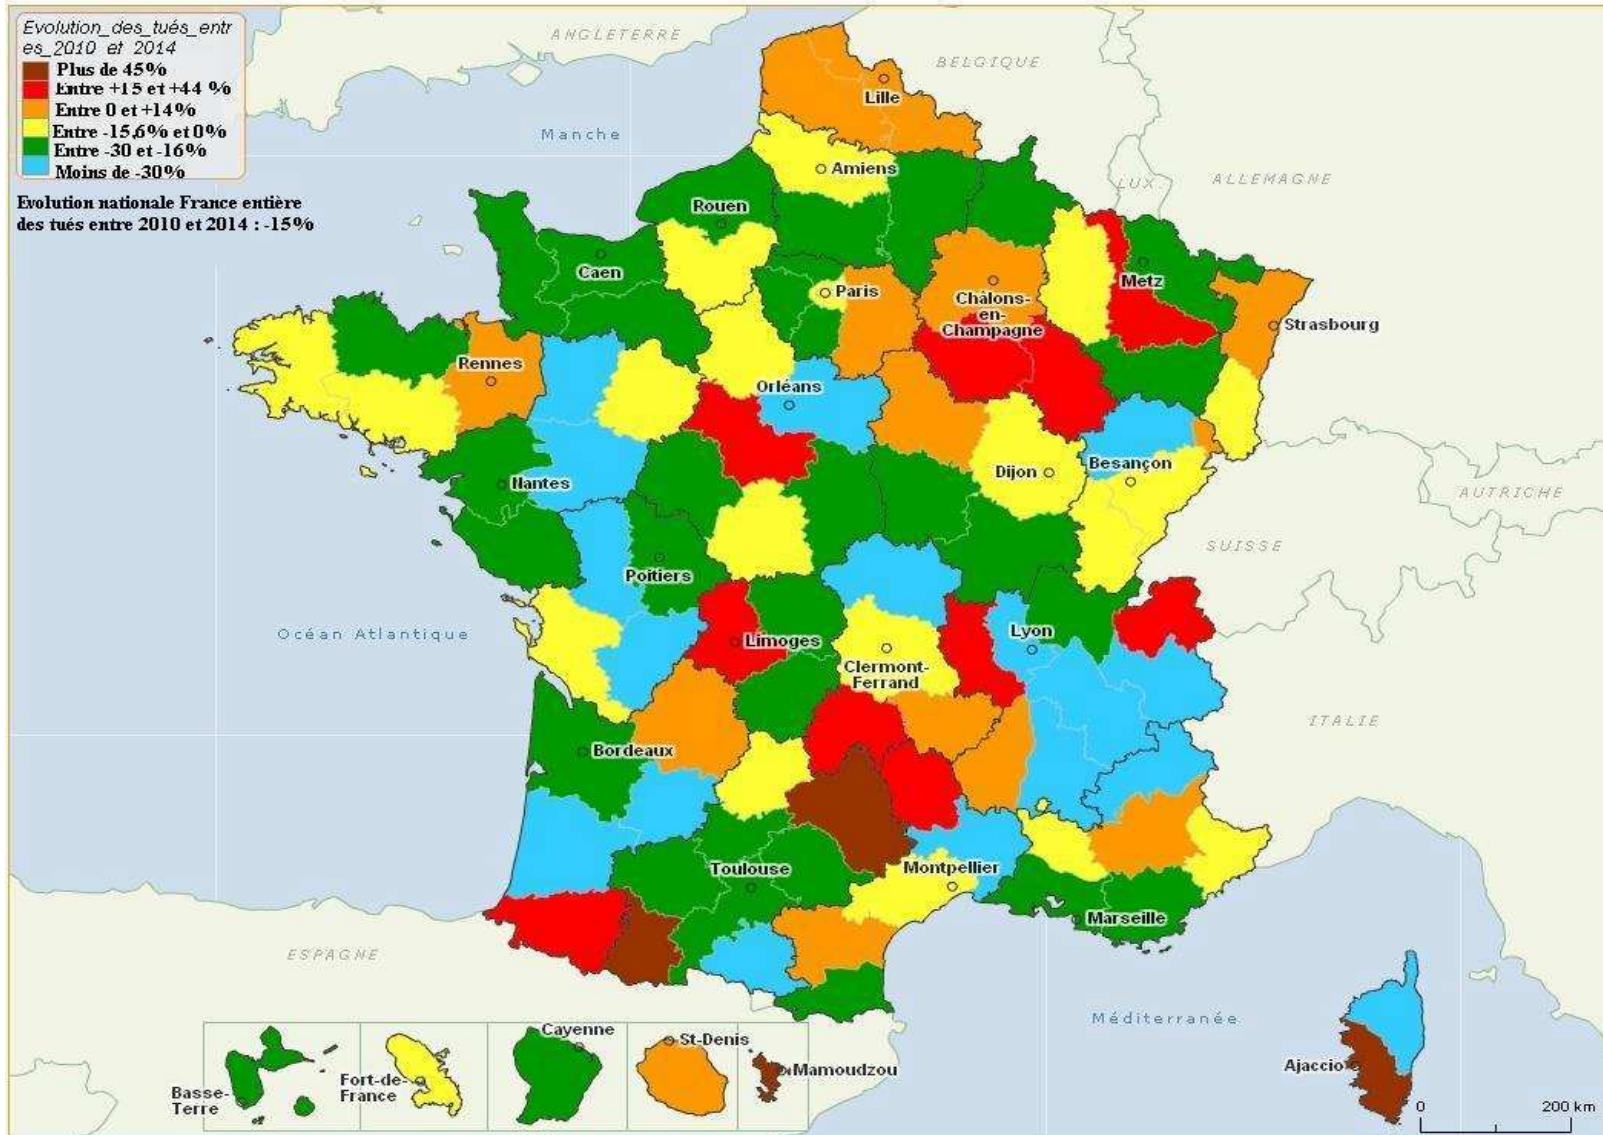 Evolution_des_tués_entr
es_2010 et 2014
Plus de 45%
Entre +15 et +44 %
Entre 0 et +14%
Entre -15,6% et 0%
Entre -30 et -16%
Moins de -30%
Evolution nationale France entière
des tués entre 2010 et 2014 : -15%
ANGLETERRE
BELGIQUE
Lille
Manche
Amiens
LUX.
ALLEMAGNE
Rouen
Caen
Metz
Paris
Châlons-
en-
Champagne
Strasbourg
Rennes
Orléans
Dijon
Besançon
Nantes
AUTRICHE
SUISSE
Poitiers
Océan Atlantique
Limoges
Lyon
Clermont-
Ferrand
ITALIE
Bordeaux
Toulouse
Montpellier
Marseille
ESPAGNE
Méditerranée
Ajaccio
Basse-
Terre
Fort-de-
France
Cayenne
St-Denis
Mamoudzou
0
200 km